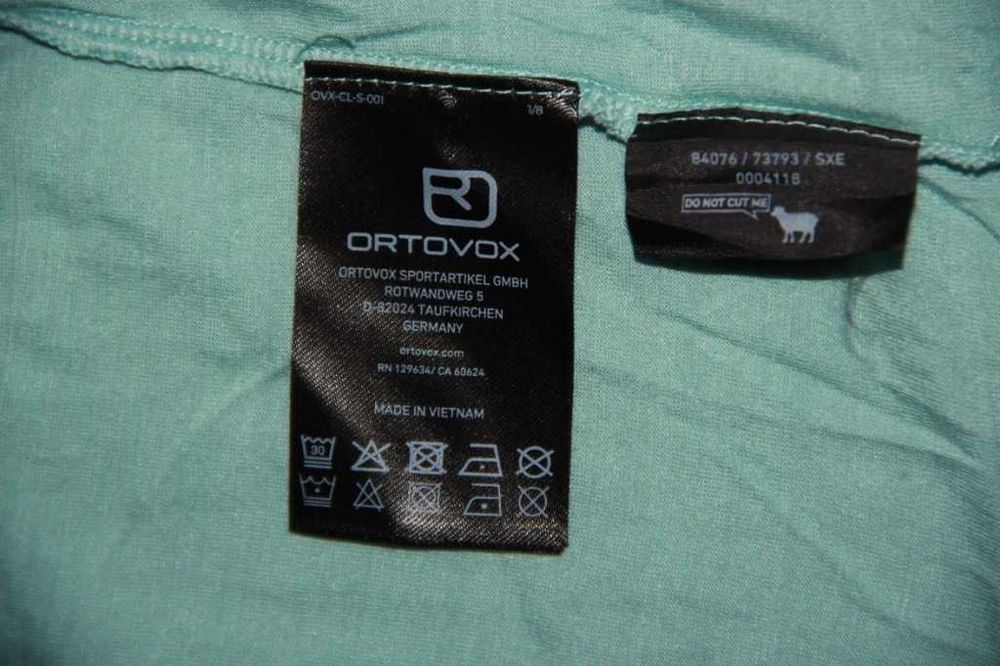 OVX-CL-S-001
1/8
ORTOVOX
ORTOVOX SPORTARTIKEL GMBH
ROTWANDWEG 5
D-82024 TAUFKIRCHEN
GERMANY
ortovox.com
RN 129634/ CA 60624
MADE IN VIETNAM
30
84076 / 73793 / SXE
0004118
DO NOT CUT ME